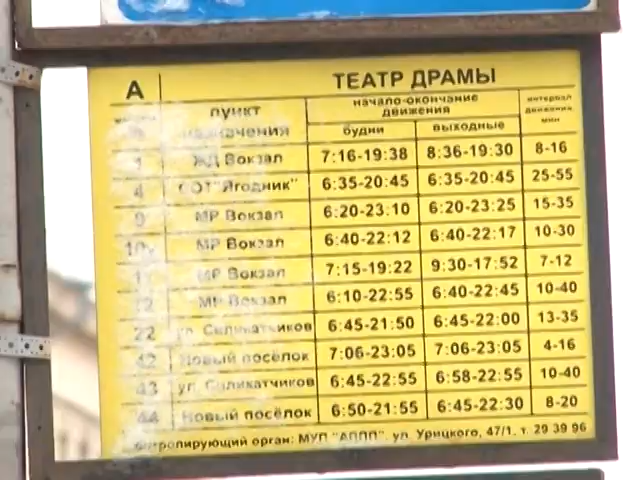 А ТЕАТР ДРАМЫ
пункт назначения начало-окончание движения интервал движения мин
будни выходные
1 ЖД Вокзал 7:16-19:38 8:36-19:30 8-16
4 СОТ"Ягодник" 6:35-20:45 6:35-20:45 25-55
9 МР Вокзал 6:20-23:10 6:20-23:25 15-35
МР Вокзал 6:40-22:12 6:40-22:17 10-30
МР Вокзал 7:15-19:22 9:30-17:52 7-12
МР Вокзал 6:10-22:55 6:40-22:45 10-40
22 ул. Силикатчиков 6:45-21:50 6:45-22:00 13-35
42 Новый посёлок 7:06-23:05 7:06-23:05 4-16
43 ул. Силикатчиков 6:45-22:55 6:58-22:55 10-40
44 Новый посёлок 6:50-21:55 6:45-22:30 8-20
орган: МУП "АППП". ул Урицкого, 47/1, т. 29 39 96